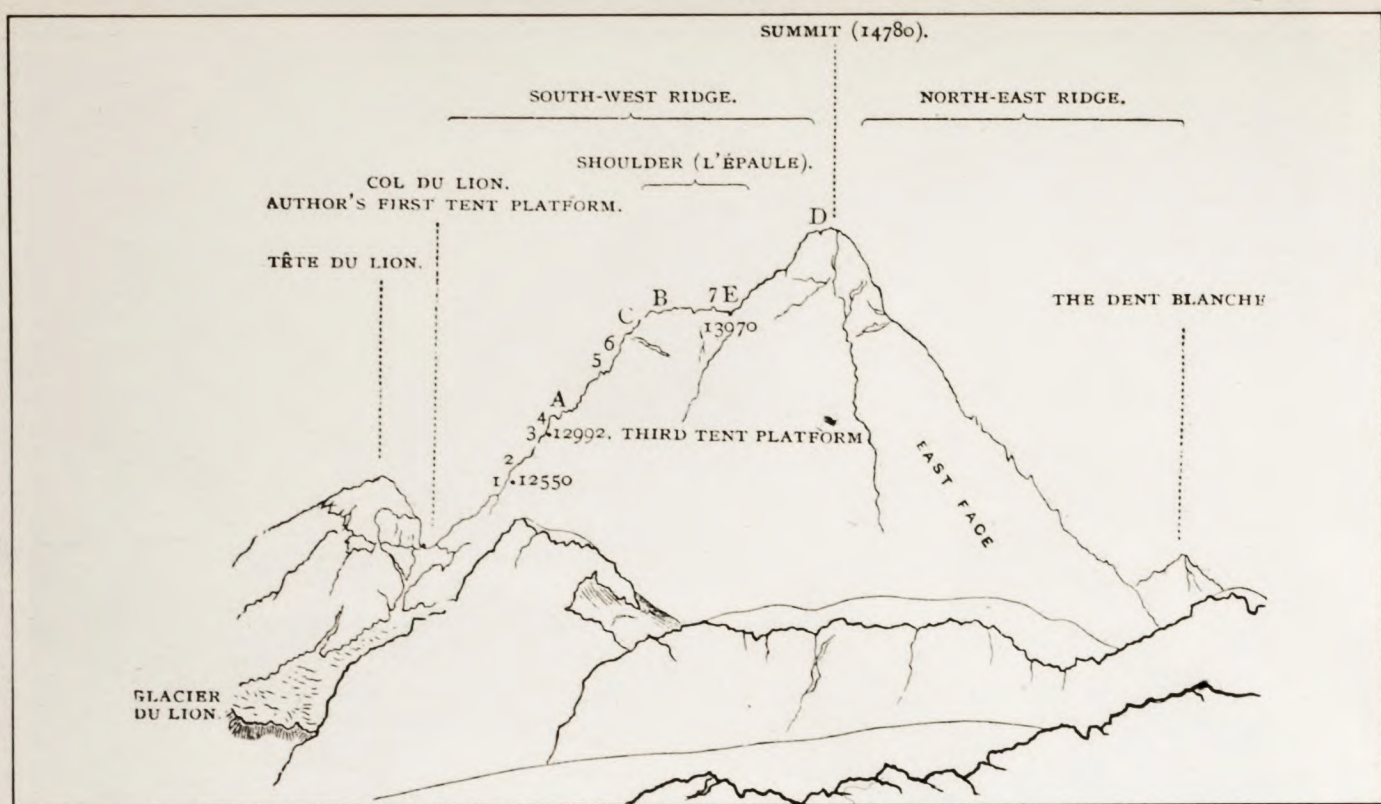 SUMMIT (14780).
SOUTH-WEST RIDGE.
NORTH-EAST RIDGE.
SHOULDER (L'ÉPAULE).
COL DU LION.
AUTHOR'S FIRST TENT PLATFORM.
TÊTE DU LION.
THE DENT BLANCHE
D
B
7 E
C
13970
6
5
A
4
3 12992. THIRD TENT PLATFORM
2
1 12550
EAST FACE
GLACIER
DU LION.